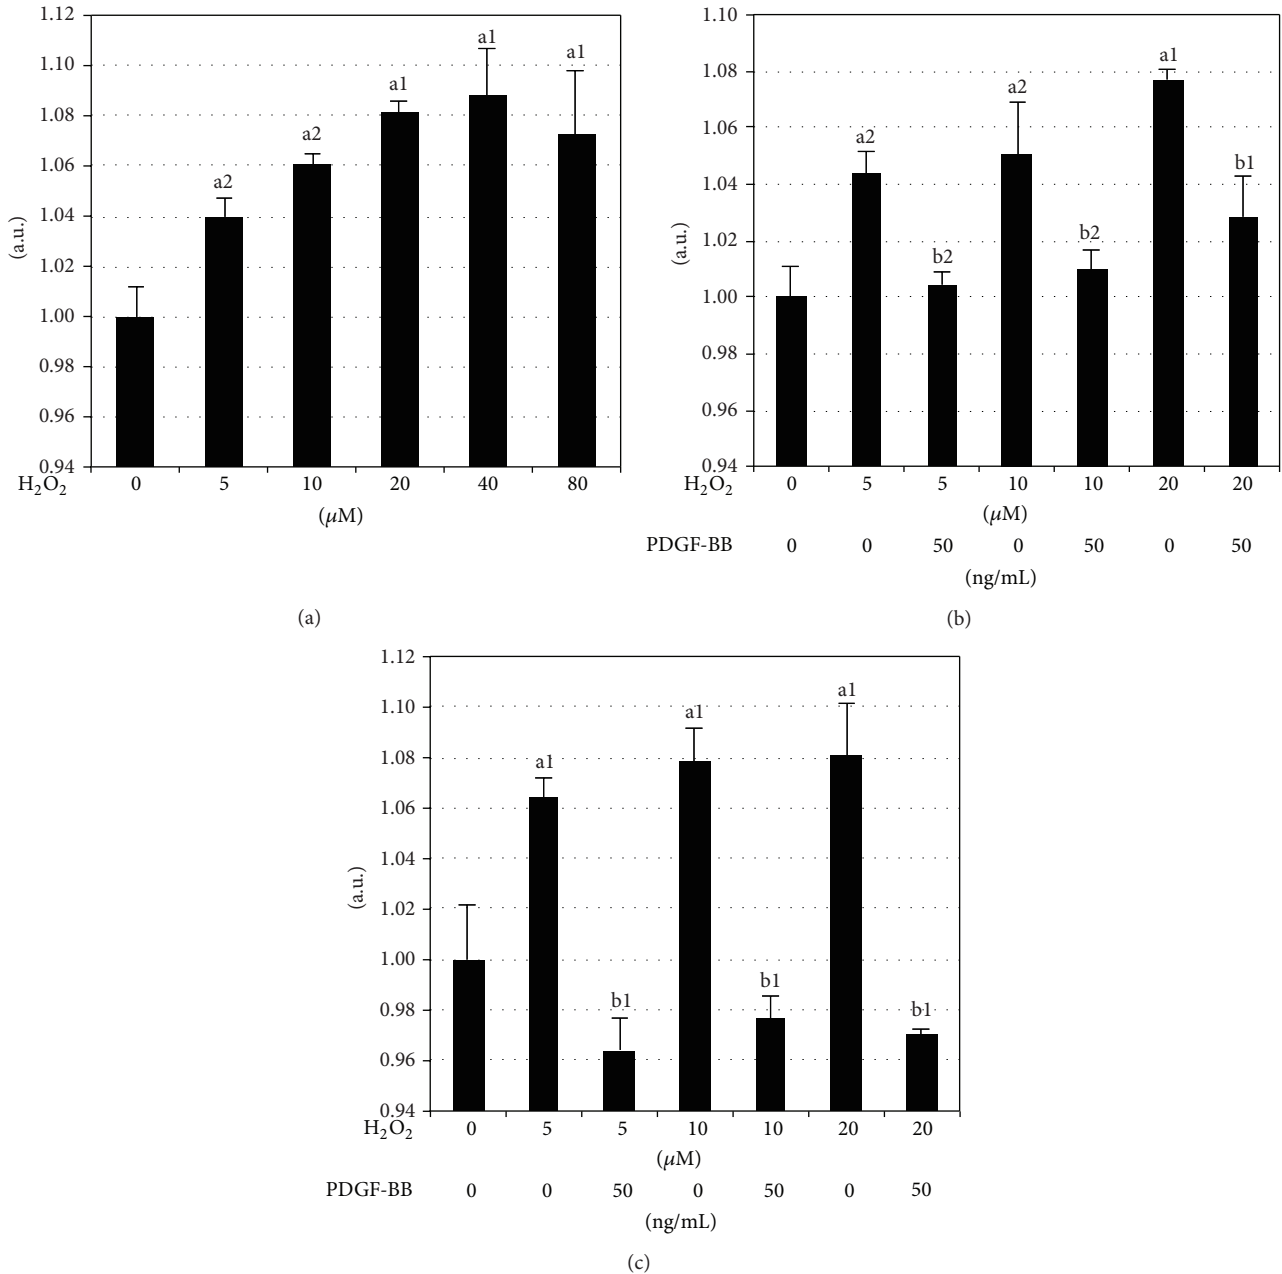 1.12
1.10
1.08
1.06
1.04
1.02
1.00
0.98
0.96
0.94
(a.u.)
a2
a2
a1
a1
a1
H₂O₂ 0 5 10 20 40 80
(μM)
(a)
1.10
1.08
1.06
1.04
1.02
1.00
0.98
0.96
0.94
(a.u.)
a2
b2
a2
b2
a1
b1
H₂O₂ 0 5 5 10 10 20 20
(μM)
PDGF-BB 0 0 50 0 50 0 50
(ng/mL)
(b)
1.12
1.10
1.08
1.06
1.04
1.02
1.00
0.98
0.96
0.94
(a.u.)
a1
b1
a1
b1
a1
b1
H₂O₂ 0 5 5 10 10 20 20
(μM)
PDGF-BB 0 0 50 0 50 0 50
(ng/mL)
(c)